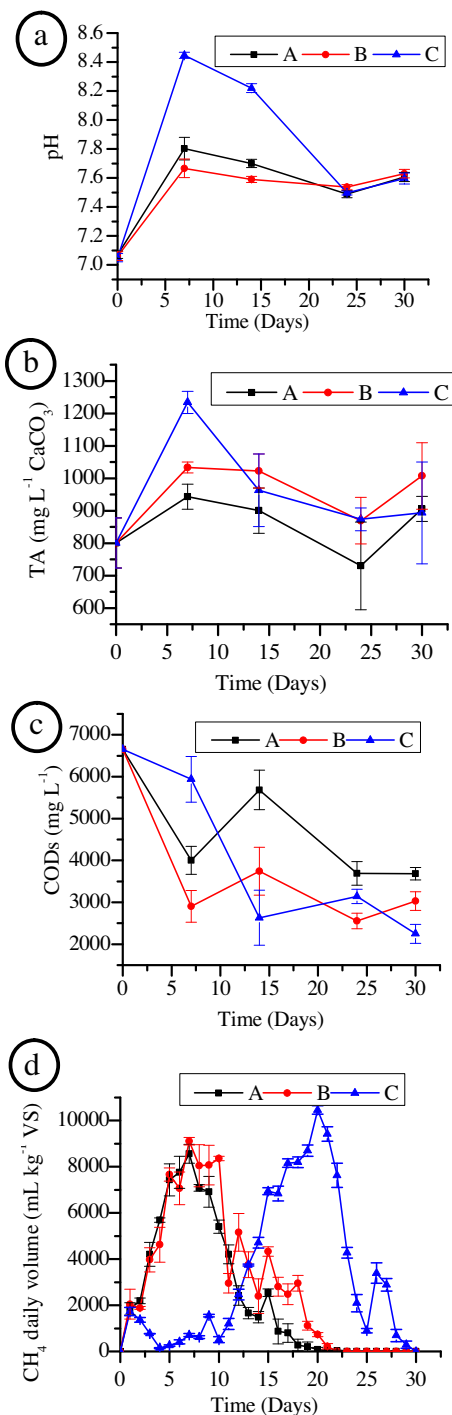 a
A B C
8.6
8.4
8.2
8.0
7.8
7.6
7.4
7.2
7.0
pH
0 5 10 15 20 25 30
Time (Days)
b
A B C
1300
1200
1100
1000
900
800
700
600
TA (mg L⁻¹ CaCO₃)
0 5 10 15 20 25 30
Time (Days)
c
A B C
7000
6000
5000
4000
3000
2000
CODs (mg L⁻¹)
0 5 10 15 20 25 30
Time (Days)
d
A B C
10000
8000
6000
4000
2000
0
CH₄ daily volume (mL kg⁻¹ VS)
0 5 10 15 20 25 30
Time (Days)